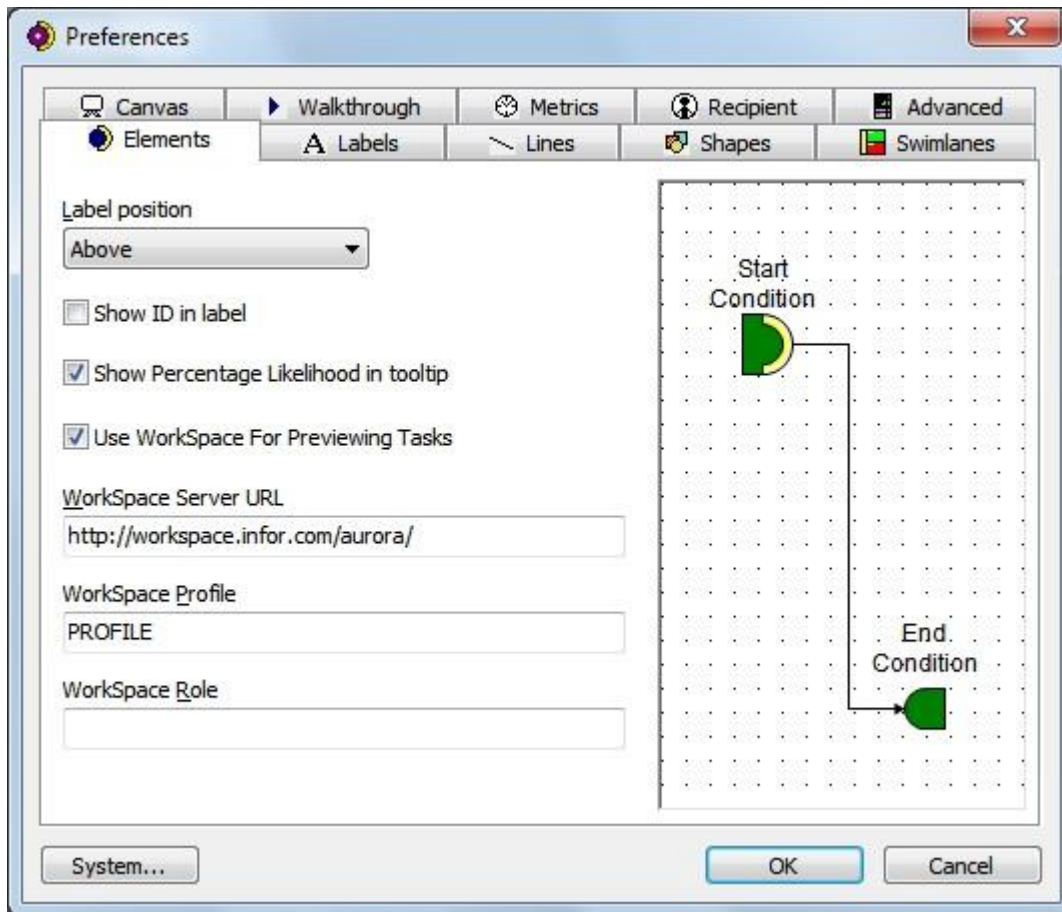 Preferences
Canvas
Walkthrough
Metrics
Recipient
Advanced
Elements
Labels
Lines
Shapes
Swimlanes
Label position
Above
Show ID in label
Show Percentage Likelihood in tooltip
Use WorkSpace For Previewing Tasks
WorkSpace Server URL
http://workspace.infor.com/aurora/
WorkSpace Profile
PROFILE
WorkSpace Role
Start
Condition
End
Condition
System...
OK
Cancel